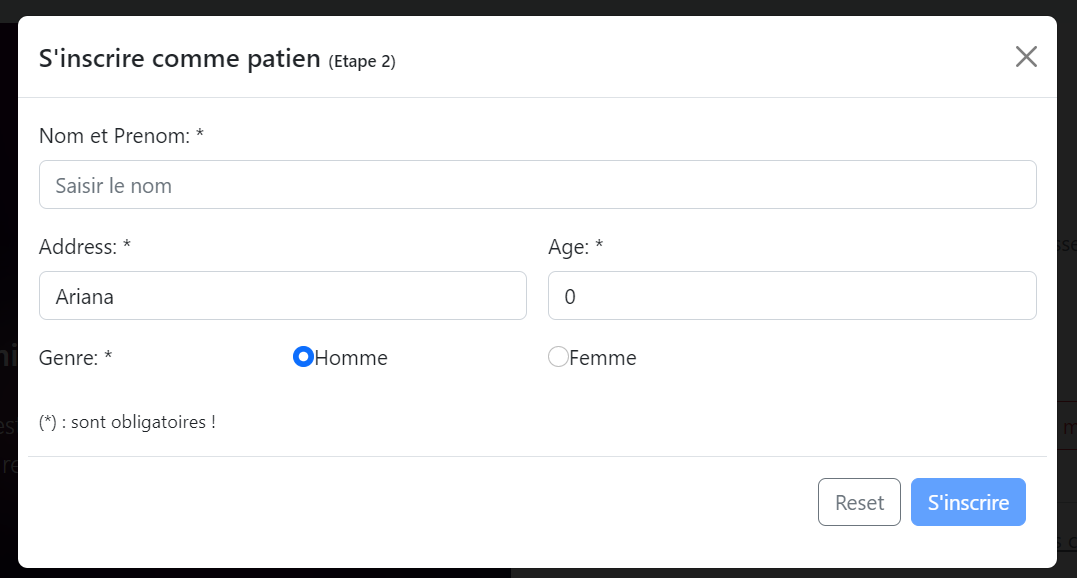 S'inscrire comme patien (Etape 2)
Nom et Prenom: *
Saisir le nom
Address: * Age: *
Ariana 0
Genre: * Homme Femme
(*) : sont obligatoires !
Reset S'inscrire